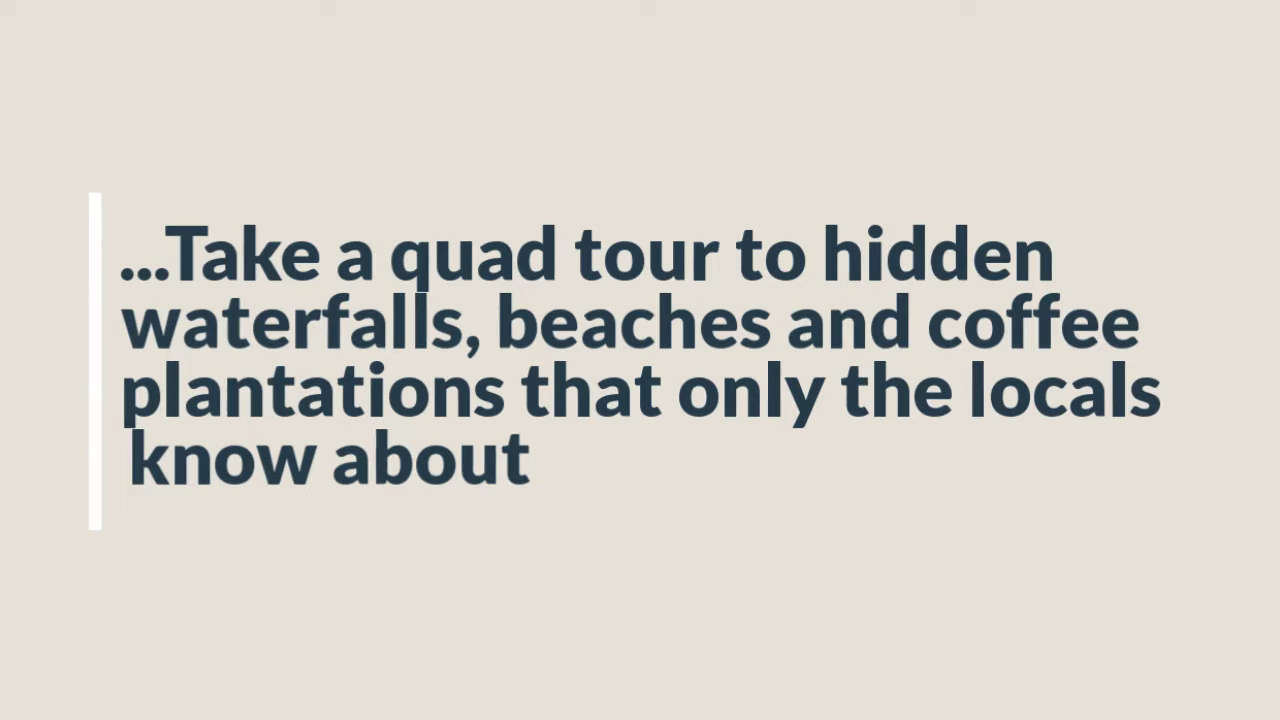 ...Take a quad tour to hidden
waterfalls, beaches and coffee
plantations that only the locals
know about